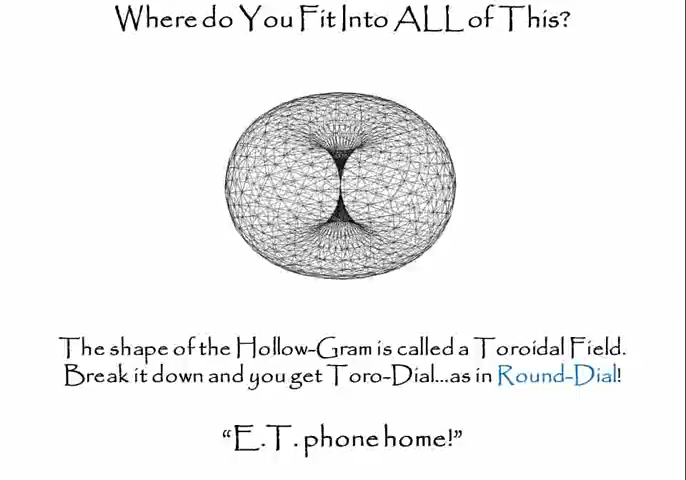 Where do You Fit Into ALL of This?
The shape of the Hollow-Gram is called a Toroidal Field.
Break it down and you get Toro-Dial...as in Round-Dial!
“E.T. phone home!”